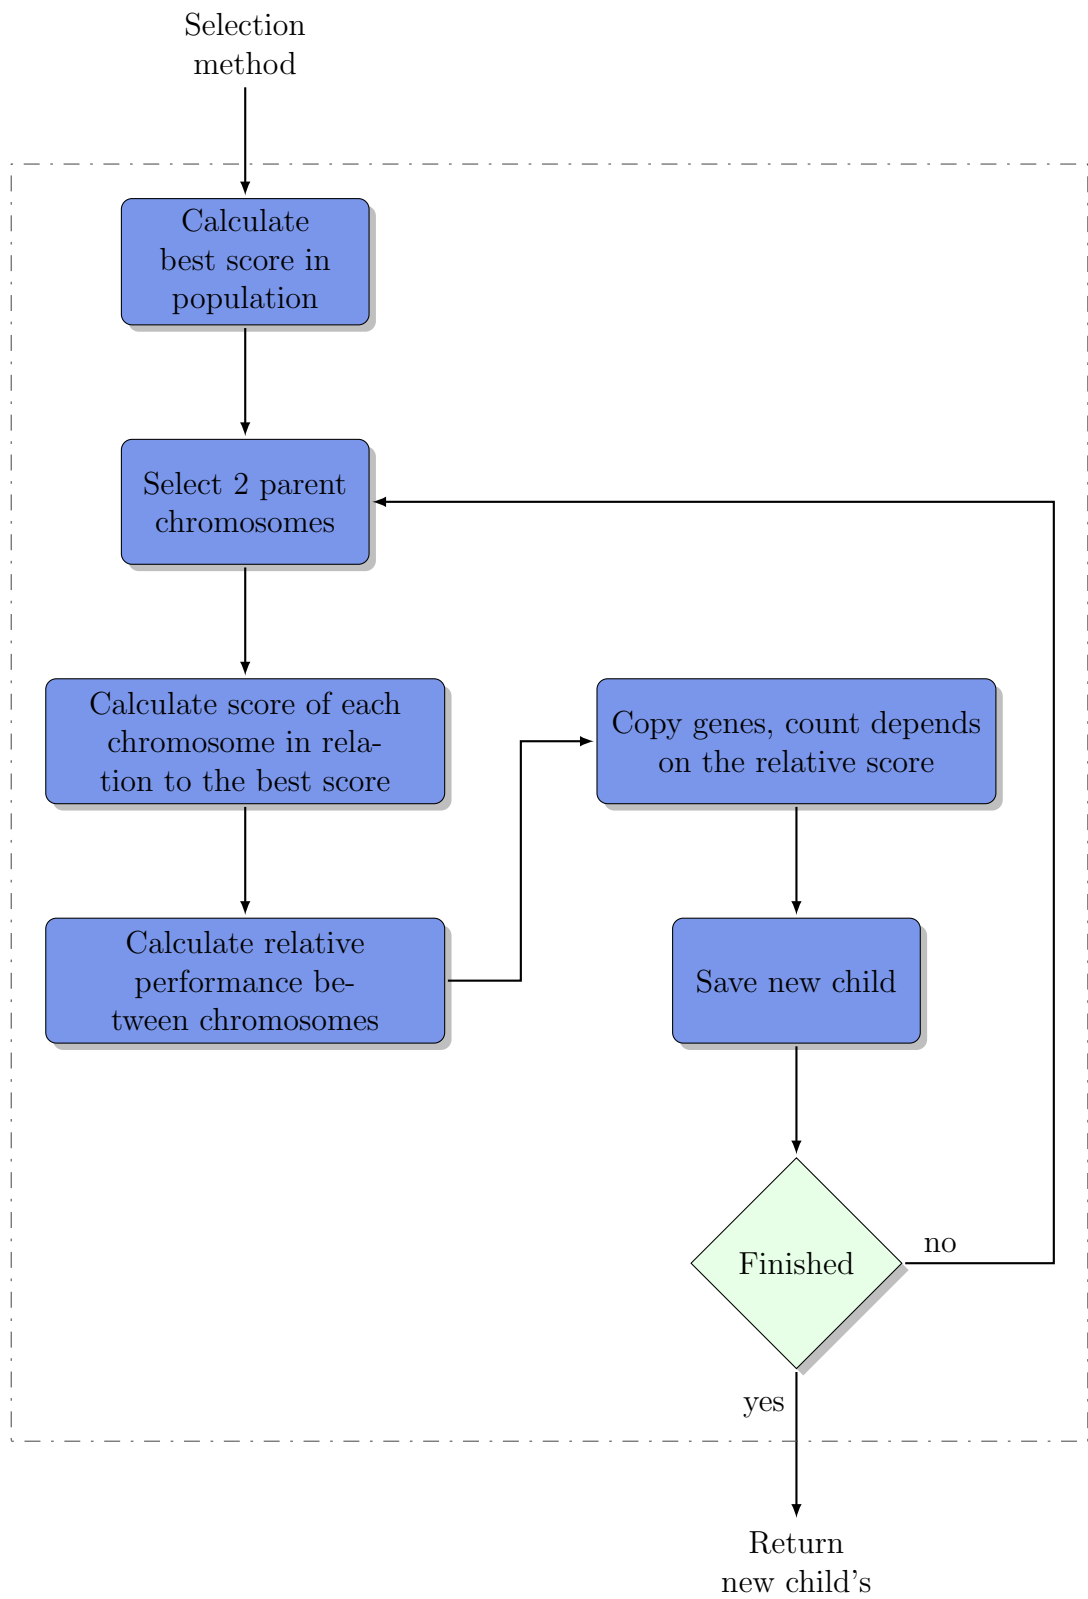 Selection
method
Calculate
best score in
population
Select 2 parent
chromosomes
Calculate score of each
chromosome in rela-
tion to the best score
Calculate relative
performance be-
tween chromosomes
Copy genes, count depends
on the relative score
Save new child
Finished
no
yes
Return
new child's